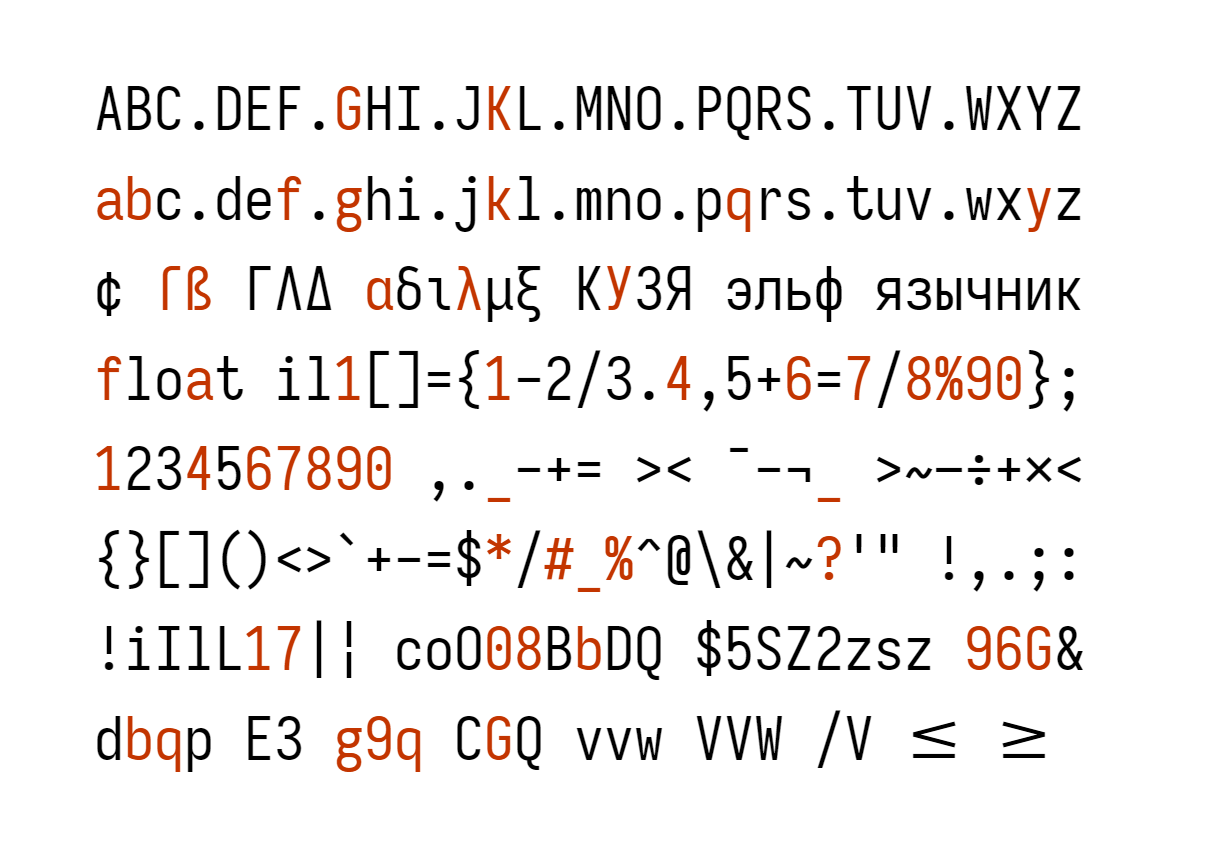 ABC.DEF.GHI.JKL.MNO.PQRS.TUV.WXYZ
abc.def.ghi.jkl.mno.pqrs.tuv.wxyz
¢ ſß ΓΛΔ αδιλμξ КУЗЯ эльф язычник
float il1[]={1-2/3.4,5+6=7/8%90};
1234567890 ,._-+= >< ¯-¬_ >~–÷+×<
{}[]()<>`+-=$*/#_%^@\&|~?'" !,.;:
!iIlL17|¦ coO08BbDQ $5SZ2zsz 96G&
dbqp E3 g9q CGQ vvw VVW /V ≤ ≥